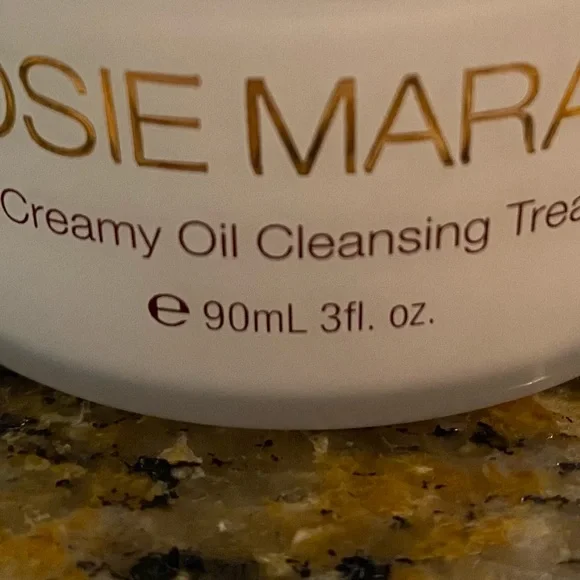 OSIE MARA
Creamy Oil Cleansing Trea
℮ 90mL 3fl. oz.